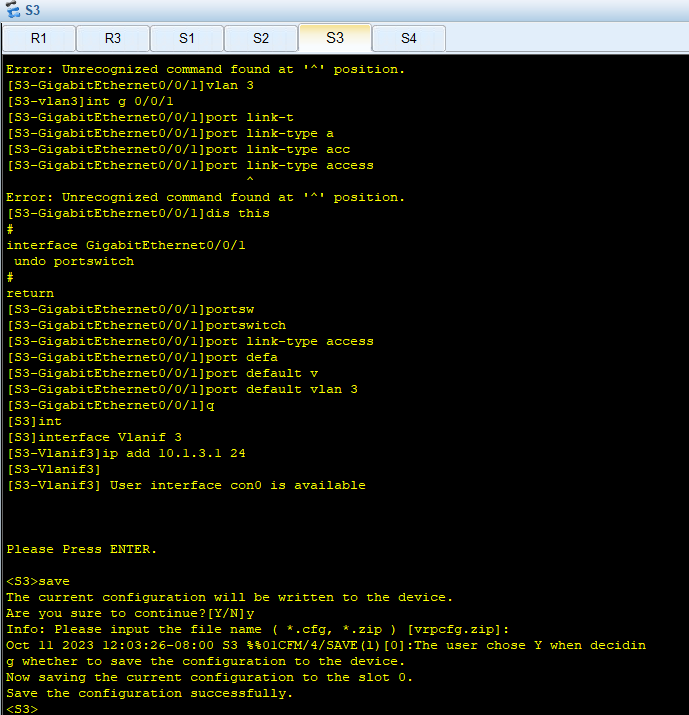 S3
R1 R3 S1 S2 S3 S4
Error: Unrecognized command found at '^' position.
[S3-GigabitEthernet0/0/1]vlan 3
[S3-vlan3]int g 0/0/1
[S3-GigabitEthernet0/0/1]port link-t
[S3-GigabitEthernet0/0/1]port link-type a
[S3-GigabitEthernet0/0/1]port link-type acc
[S3-GigabitEthernet0/0/1]port link-type access
^
Error: Unrecognized command found at '^' position.
[S3-GigabitEthernet0/0/1]dis this
#
interface GigabitEthernet0/0/1
undo portswitch
#
return
[S3-GigabitEthernet0/0/1]portsw
[S3-GigabitEthernet0/0/1]portswitch
[S3-GigabitEthernet0/0/1]port link-type access
[S3-GigabitEthernet0/0/1]port defa
[S3-GigabitEthernet0/0/1]port default v
[S3-GigabitEthernet0/0/1]port default vlan 3
[S3-GigabitEthernet0/0/1]q
[S3]int
[S3]interface Vlanif 3
[S3-Vlanif3]ip add 10.1.3.1 24
[S3-Vlanif3]
[S3-Vlanif3] User interface con0 is available
Please Press ENTER.
<S3>save
The current configuration will be written to the device.
Are you sure to continue?[Y/N]y
Info: Please input the file name ( *.cfg, *.zip ) [vrpcfg.zip]:
Oct 11 2023 12:03:26-08:00 S3 %%01CFM/4/SAVE(l)[0]:The user chose Y when decidin
g whether to save the configuration to the device.
Now saving the current configuration to the slot 0.
Save the configuration successfully.
<S3>